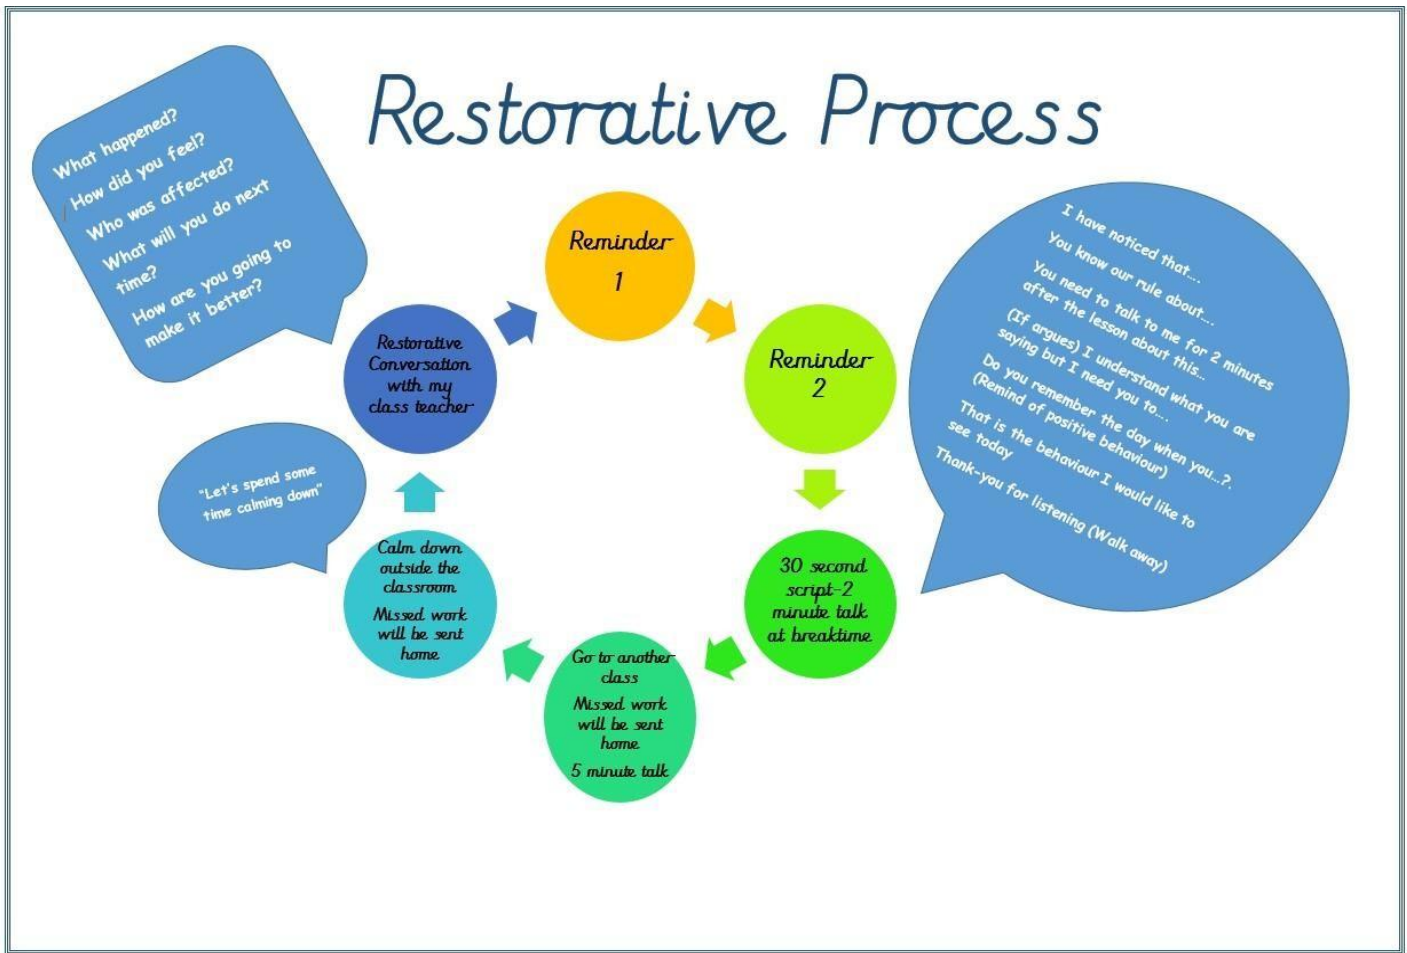 Restorative Process
What happened?
How did you feel?
Who was affected?
What will you do next
time?
How are you going to
make it better?
Reminder
1
Reminder
2
I have noticed that....
You know our rule about....
You need to talk to me for 2 minutes
after the lesson about this...
(If argues) I understand what you are
saying but I need you to....
Do you remember the day when you...?.
(Remind of positive behaviour)
That is the behaviour I would like to
see today
Thank-you for listening (Walk away)
30 second
script-2
minute talk
at breaktime
Go to another
class
Missed work
will be sent
home
5 minute talk
Calm down
outside the
classroom
Missed work
will be sent
home
"Let's spend some
time calming down"
Restorative
Conversation
with my
class teacher